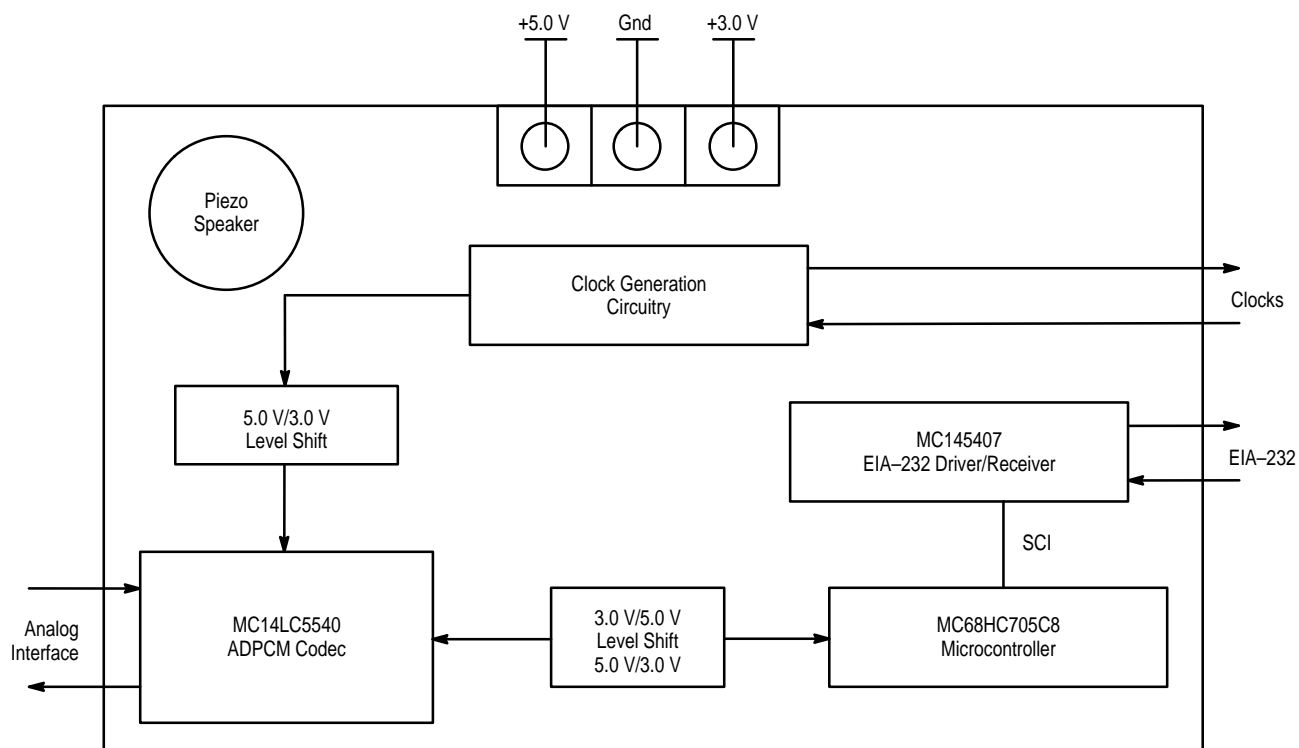 +5.0 V
Gnd
+3.0 V
Piezo
Speaker
Clock Generation
Circuitry
Clocks
5.0 V/3.0 V
Level Shift
MC145407
EIA–232 Driver/Receiver
EIA–232
SCI
Analog
Interface
MC14LC5540
ADPCM Codec
3.0 V/5.0 V
Level Shift
5.0 V/3.0 V
MC68HC705C8
Microcontroller